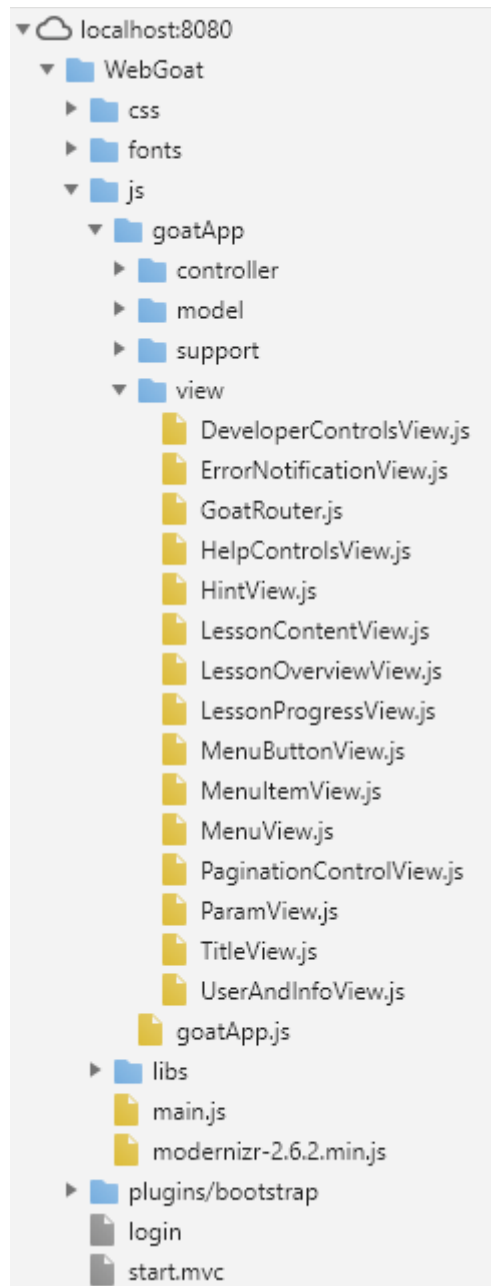 localhost:8080
WebGoat
css
fonts
js
goatApp
controller
model
support
view
DeveloperControlsView.js
ErrorNotificationView.js
GoatRouter.js
HelpControlsView.js
HintView.js
LessonContentView.js
LessonOverviewView.js
LessonProgressView.js
MenuButtonView.js
MenuItemView.js
MenuView.js
PaginationControlView.js
ParamView.js
TitleView.js
UserAndInfoView.js
goatApp.js
libs
main.js
modernizr-2.6.2.min.js
plugins/bootstrap
login
start.mvc